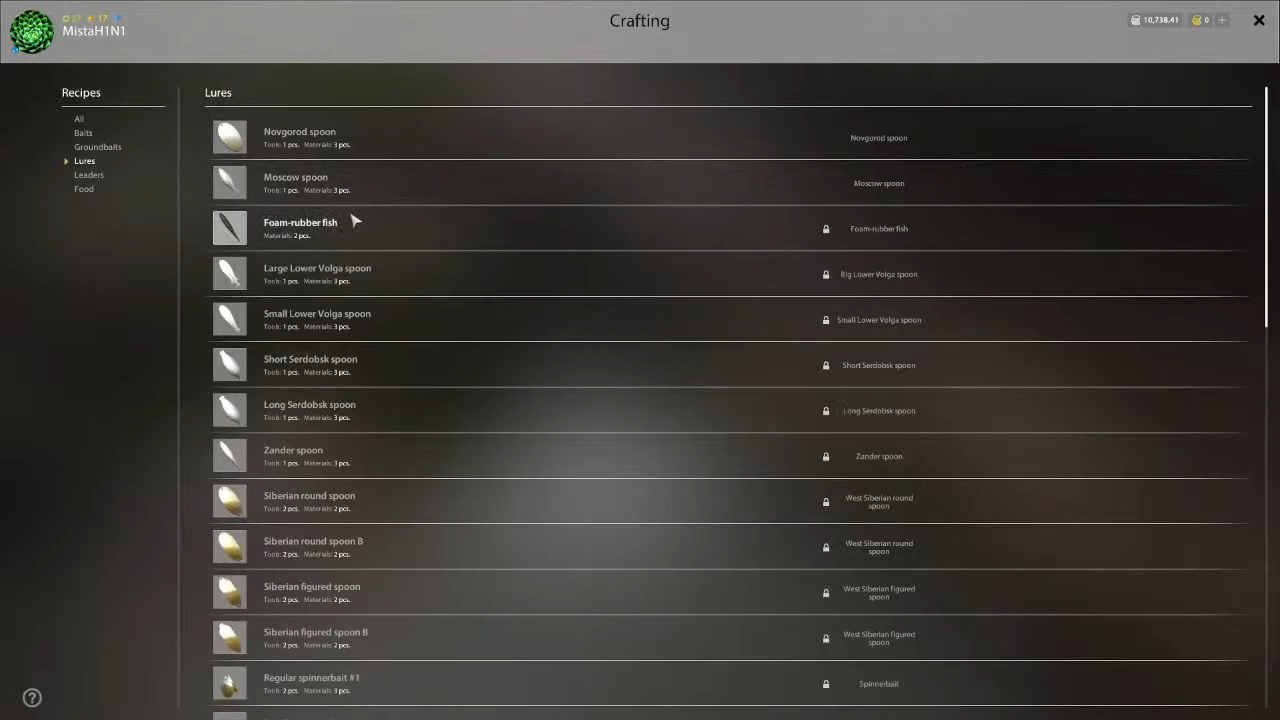 27 17
MistaH1N1
Crafting
10,738.41
0
Recipes
All
Baits
Groundbaits
Lures
Leaders
Food
Lures
Novgorod spoon
Tools: 1 pcs. Materials: 3 pcs.
Novgorod spoon
Moscow spoon
Tools: 1 pcs. Materials: 3 pcs.
Moscow spoon
Foam-rubber fish
Materials: 2 pcs.
Foam-rubber fish
Large Lower Volga spoon
Tools: 1 pcs. Materials: 3 pcs.
Big Lower Volga spoon
Small Lower Volga spoon
Tools: 1 pcs. Materials: 3 pcs.
Small Lower Volga spoon
Short Serdobsk spoon
Tools: 1 pcs. Materials: 3 pcs.
Short Serdobsk spoon
Long Serdobsk spoon
Tools: 1 pcs. Materials: 3 pcs.
Long Serdobsk spoon
Zander spoon
Tools: 1 pcs. Materials: 3 pcs.
Zander spoon
Siberian round spoon
Tools: 2 pcs. Materials: 2 pcs.
West Siberian round
spoon
Siberian round spoon B
Tools: 2 pcs. Materials: 2 pcs.
West Siberian round
spoon
Siberian figured spoon
Tools: 2 pcs. Materials: 2 pcs.
West Siberian figured
spoon
Siberian figured spoon B
Tools: 2 pcs. Materials: 2 pcs.
West Siberian figured
spoon
Regular spinnerbait #1
Tools: 2 pcs. Materials: 3 pcs.
Spinnerbait
?